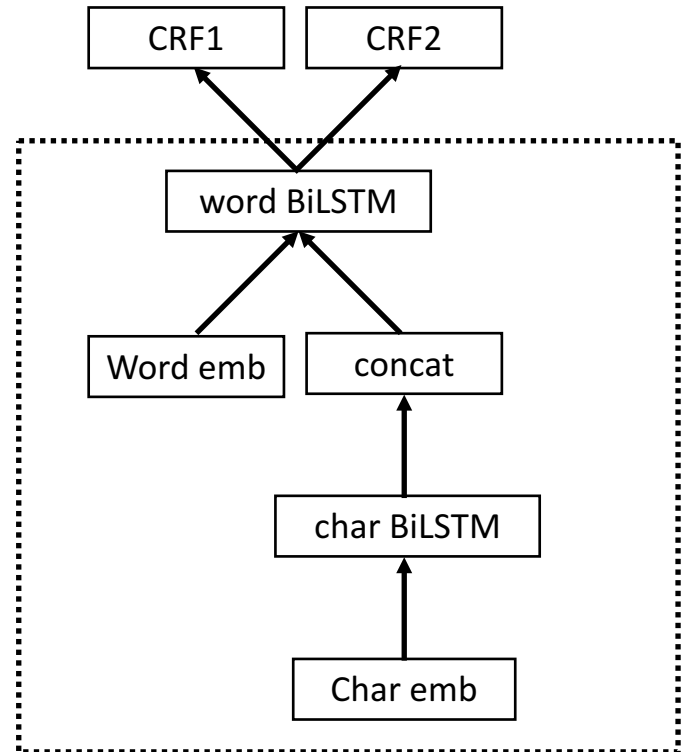 CRF1
CRF2
word BiLSTM
Word emb
concat
char BiLSTM
Char emb